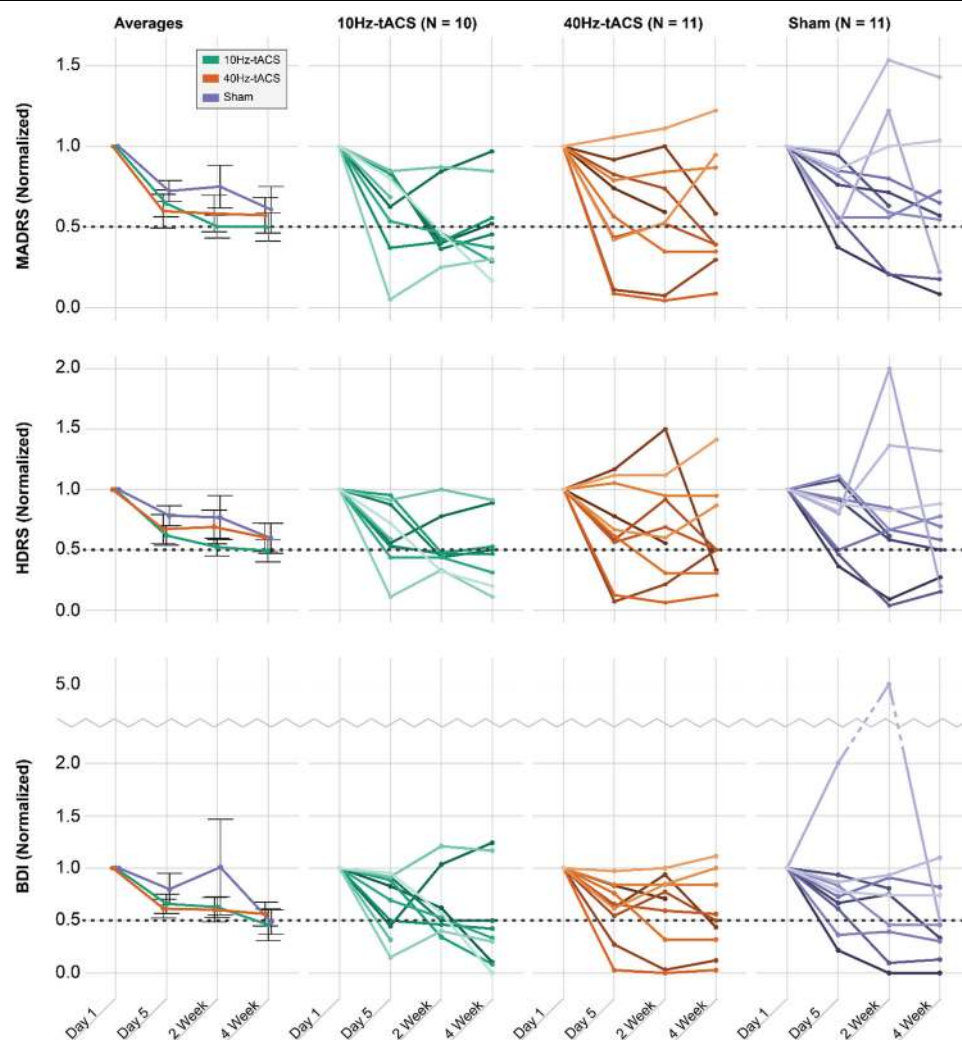 Averages
10Hz-tACS (N = 10)
40Hz-tACS (N = 11)
Sham (N = 11)
10Hz-tACS
40Hz-tACS
Sham
MADRS (Normalized)
1.5
1.0
0.5
0.0
HDRS (Normalized)
2.0
1.5
1.0
0.5
0.0
BDI (Normalized)
5.0
2.0
1.5
1.0
0.5
0.0
Day 1
Day 5
2 Week
4 Week
Day 1
Day 5
2 Week
4 Week
Day 1
Day 5
2 Week
4 Week
Day 1
Day 5
2 Week
4 Week